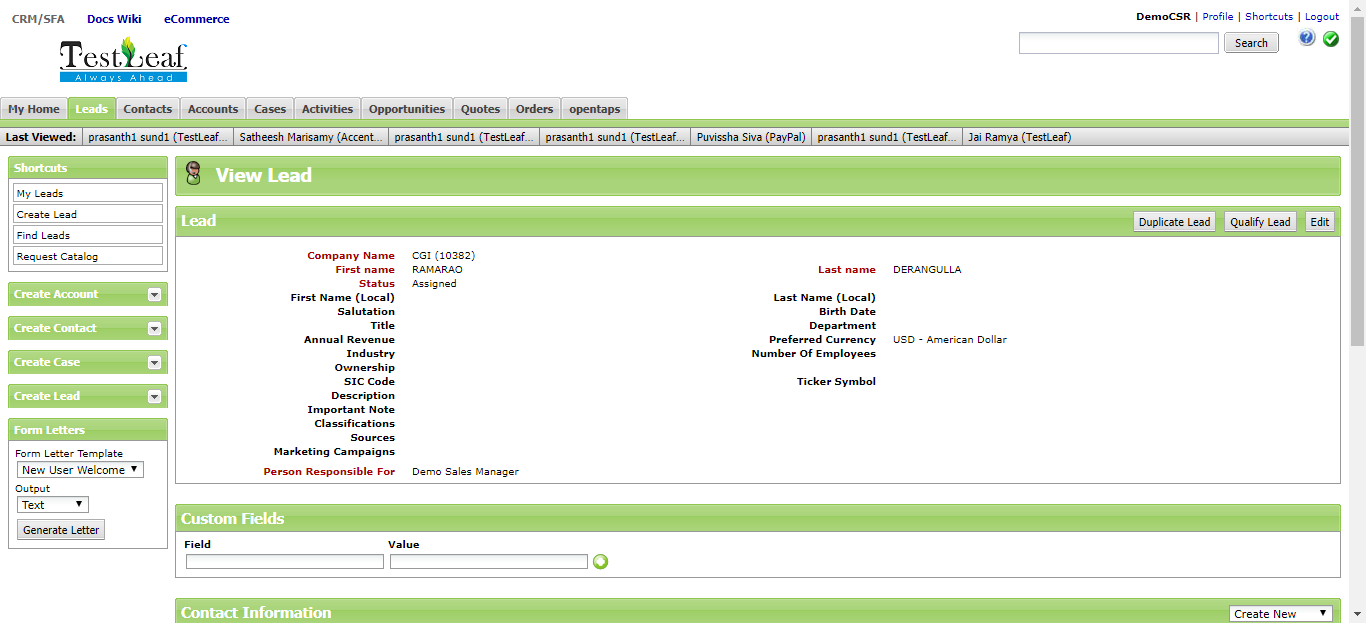 CRM/SFA Docs Wiki eCommerce
DemoCSR | Profile | Shortcuts | Logout
TestLeaf
Always Ahead
Search
?
My Home Leads Contacts Accounts Cases Activities Opportunities Quotes Orders opentaps
Last Viewed: prasanth1 sund1 (TestLeaf... Satheesh Marisamy (Accent... prasanth1 sund1 (TestLeaf... prasanth1 sund1 (TestLeaf... Puvissha Siva (PayPal) prasanth1 sund1 (TestLeaf... Jai Ramya (TestLeaf)
Shortcuts
My Leads
Create Lead
Find Leads
Request Catalog
Create Account
Create Contact
Create Case
Create Lead
Form Letters
Form Letter Template
New User Welcome
Output
Text
Generate Letter
View Lead
Lead Duplicate Lead Qualify Lead Edit
Company Name CGI (10382)
First name RAMARAO Last name DERANGULLA
Status Assigned
First Name (Local) Last Name (Local)
Salutation Birth Date
Title Department
Annual Revenue Preferred Currency USD - American Dollar
Industry Number Of Employees
Ownership
SIC Code Ticker Symbol
Description
Important Note
Classifications
Sources
Marketing Campaigns
Person Responsible For Demo Sales Manager
Custom Fields
Field Value
Contact Information Create New